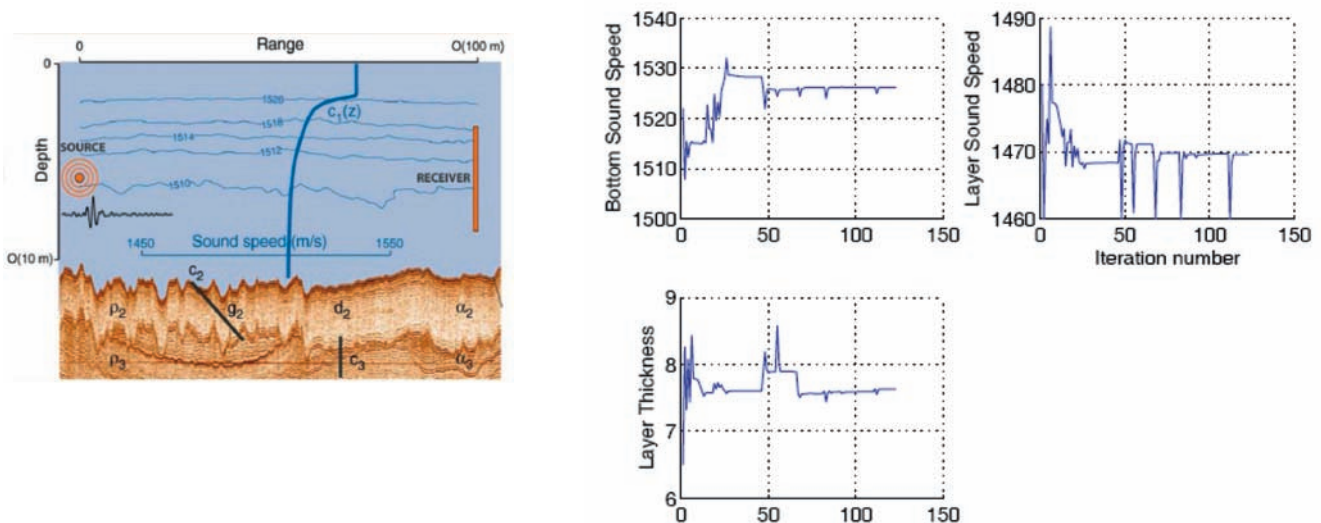 0
Range
O(100 m)
0
Depth
O(10 m)
1520
c₁(z)
1518
1514
1512
1510
SOURCE
RECEIVER
1450
Sound speed (m/s)
1550
c₂
ρ₂
g₂
d₂
α₂
ρ₃
c₃
α₃
Bottom Sound Speed
1540
1530
1520
1510
1500
0 50 100 150
Layer Sound Speed
1490
1480
1470
1460
0 50 100 150
Iteration number
Layer Thickness
9
8
7
6
0 50 100 150